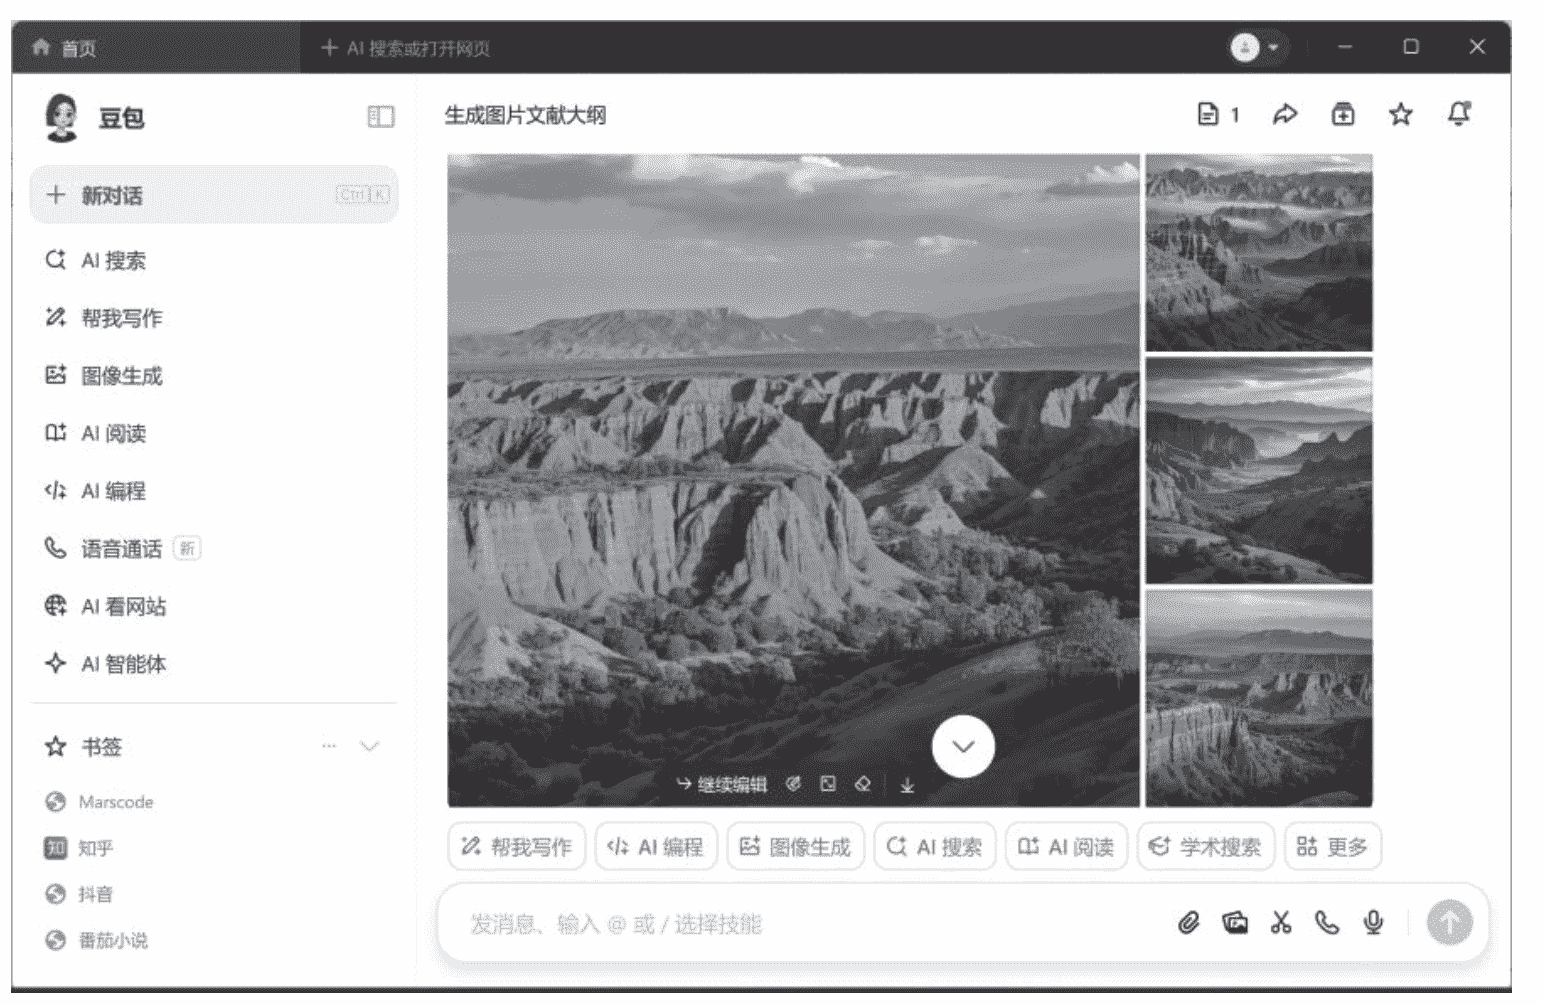 首页
AI 搜索或打开网页
豆包
新对话
Ctrl K
AI 搜索
帮我写作
图像生成
AI 阅读
AI 编程
语音通话 新
AI 看网站
AI 智能体
书签
Marscode
知 知乎
抖音
番茄小说
生成图片文献大纲
1
继续编辑
帮我写作
AI 编程
图像生成
AI 搜索
AI 阅读
学术搜索
更多
发消息、输入 @ 或 / 选择技能